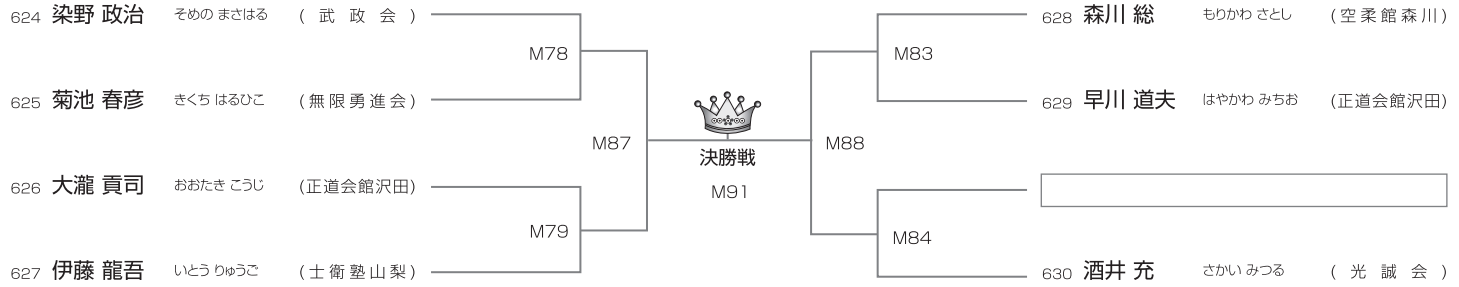 624 染野 政治 そめの まさはる (武政会)
M78
625 菊池 春彦 きくち はるひこ (無限勇進会)
M87
626 大瀧 貢司 おおたき こうじ (正道会館沢田)
M79
627 伊藤 龍吾 いとう りゅうご (士衛塾山梨)
決勝戦
M91
628 森川 総 もりかわ さとし (空柔館森川)
M83
629 早川 道夫 はやかわ みちお (正道会館沢田)
M88
M84
630 酒井 充 さかい みつる (光誠会)